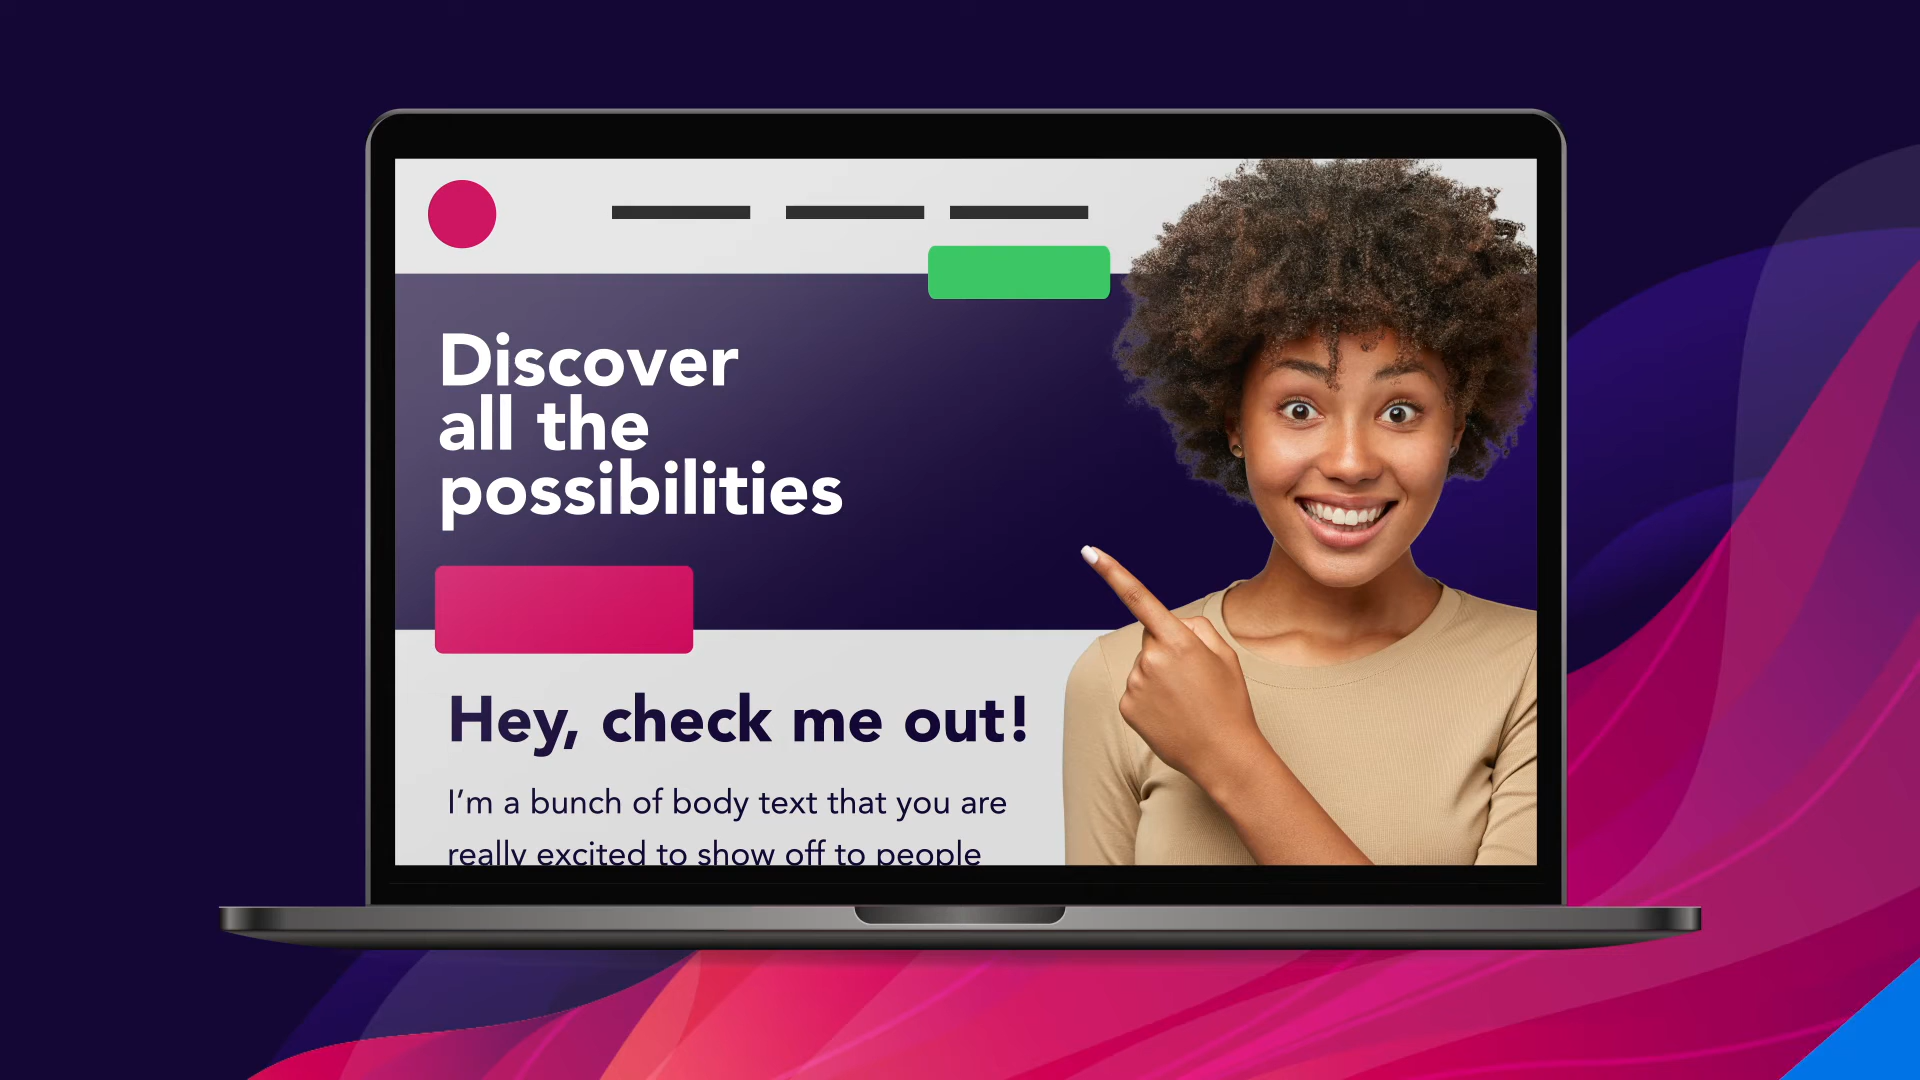 Discover
all the
possibilities
Hey, check me out!
I’m a bunch of body text that you are
really excited to show off to people